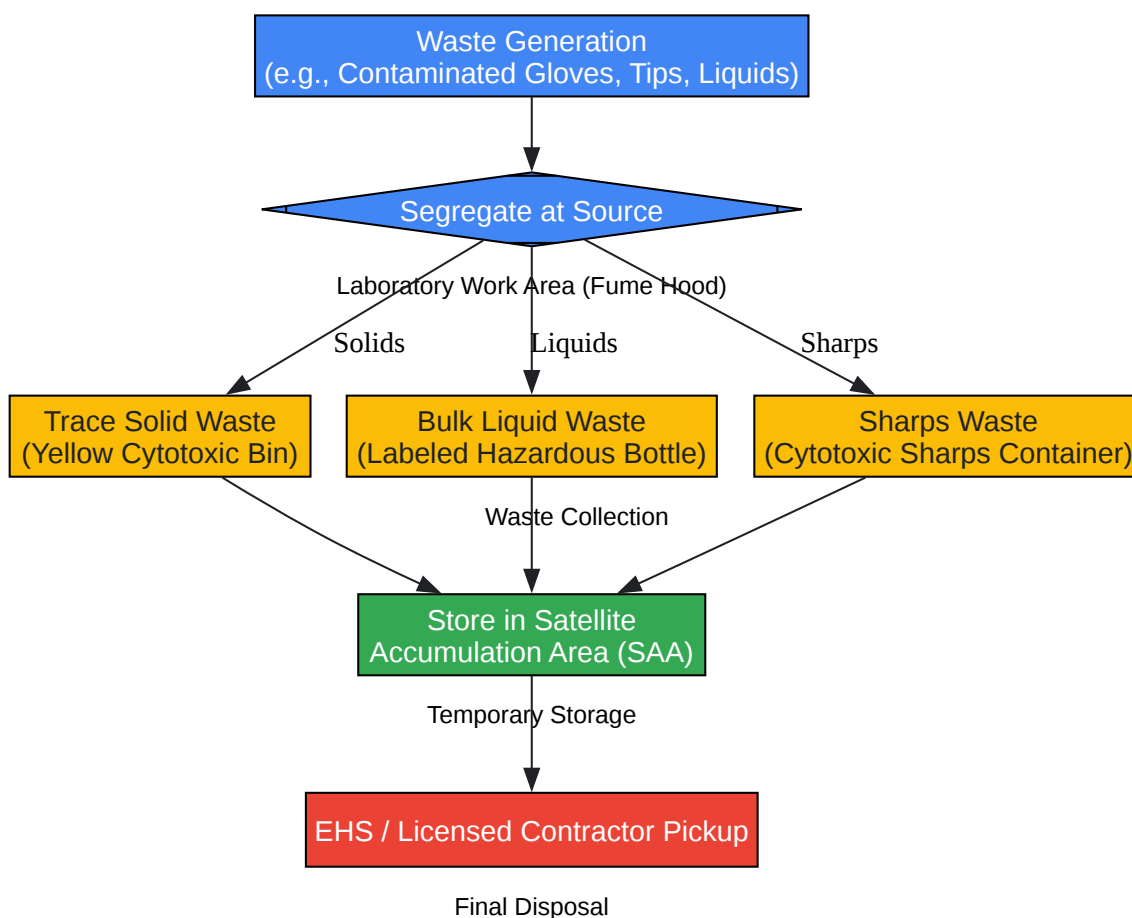 Waste Generation
(e.g., Contaminated Gloves, Tips, Liquids)
Segregate at Source
Laboratory Work Area (Fume Hood)
Solids
Liquids
Sharps
Trace Solid Waste
(Yellow Cytotoxic Bin)
Bulk Liquid Waste
(Labeled Hazardous Bottle)
Sharps Waste
(Cytotoxic Sharps Container)
Waste Collection
Store in Satellite
Accumulation Area (SAA)
Temporary Storage
EHS / Licensed Contractor Pickup
Final Disposal